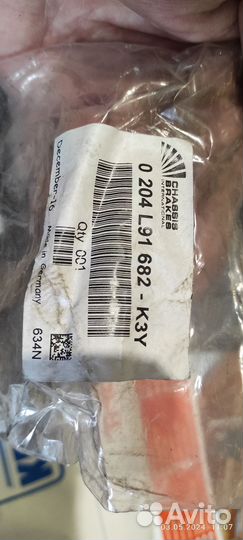 CHASSIS
BRAKES
INTERNATIONAL
0 204 L91 682 - K3Y
Qty 001
December-16 Made in Germany
634N
Avito
03.05.2024 11:07